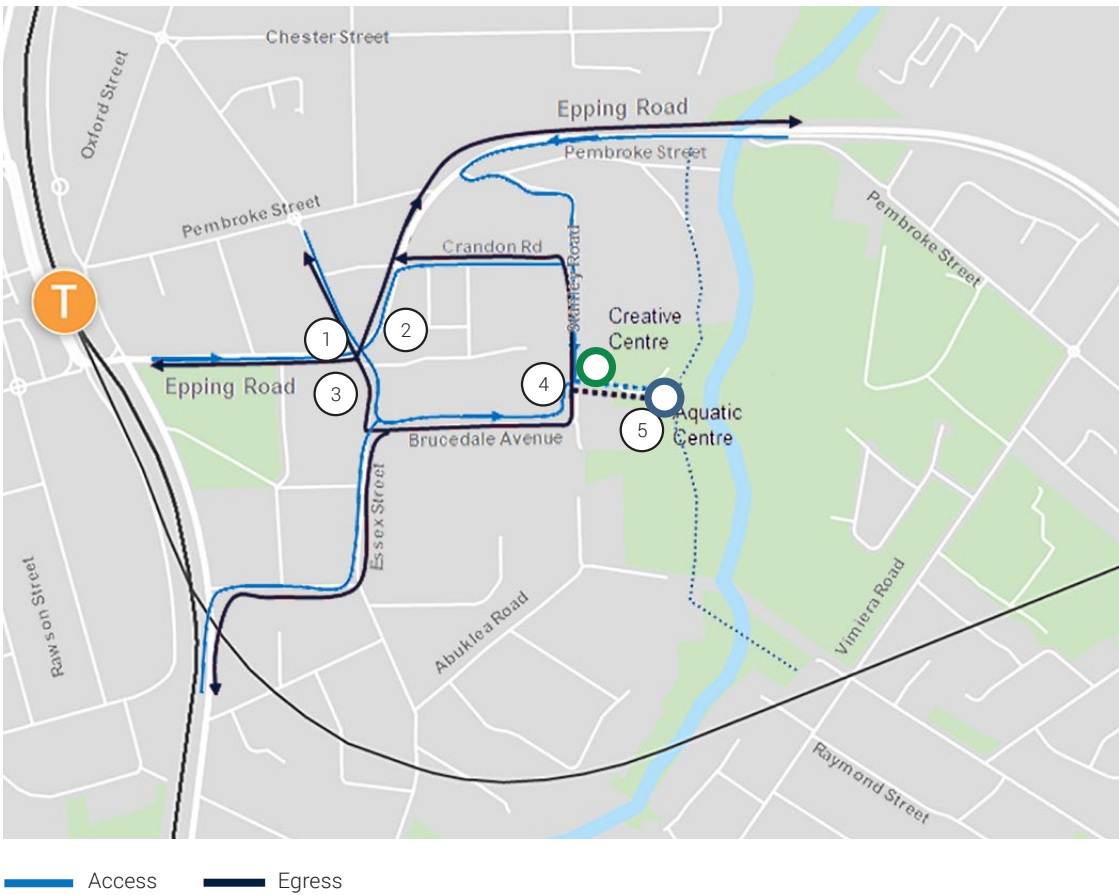 Chester Street
Oxford Street
Epping Road
Pembroke Street
Pembroke Street
Pembroke Street
Crandon Rd
Stanley Road
T
1
2
Creative
Centre
Epping Road
3
4
5
Aquatic
Centre
Brucedale Avenue
Essex Street
Rawson Street
Abuklea Road
Vimiera Road
Raymond Street
Access
Egress